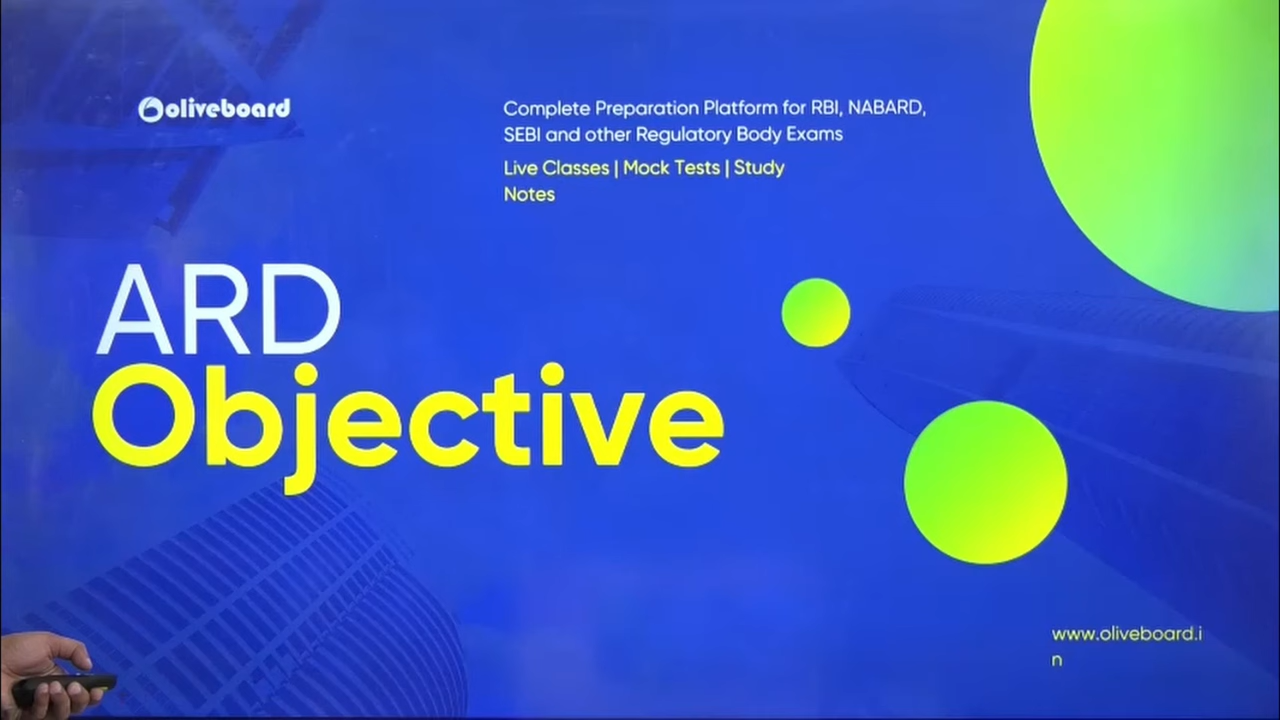 oliveboard
Complete Preparation Platform for RBI, NABARD,
SEBI and other Regulatory Body Exams
Live Classes | Mock Tests | Study
Notes
ARD
Objective
www.oliveboard.i
n